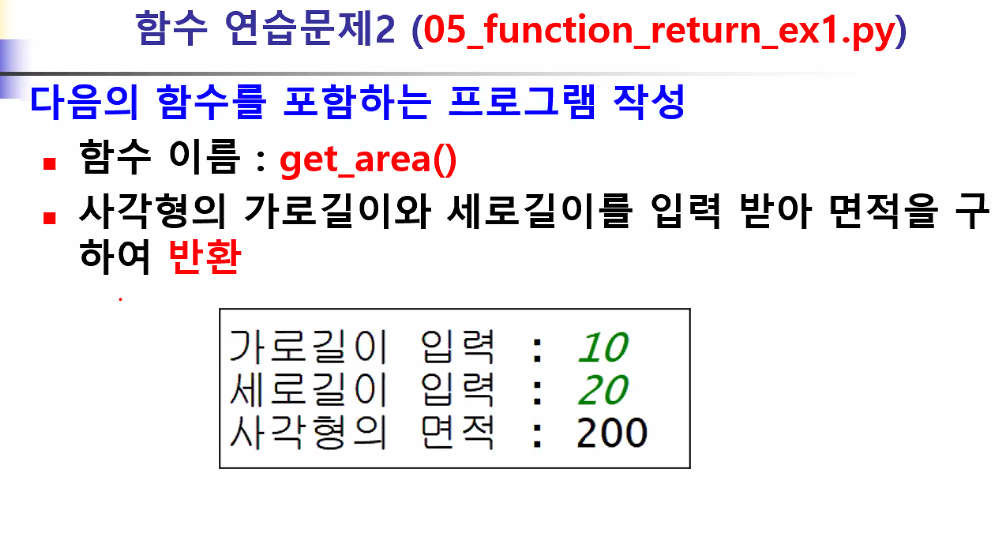 함수 연습문제2 (05_function_return_ex1.py)
다음의 함수를 포함하는 프로그램 작성
함수 이름 : get_area()
사각형의 가로길이와 세로길이를 입력 받아 면적을 구
하여 반환
가로길이 입력 : 10
세로길이 입력 : 20
사각형의 면적 : 200